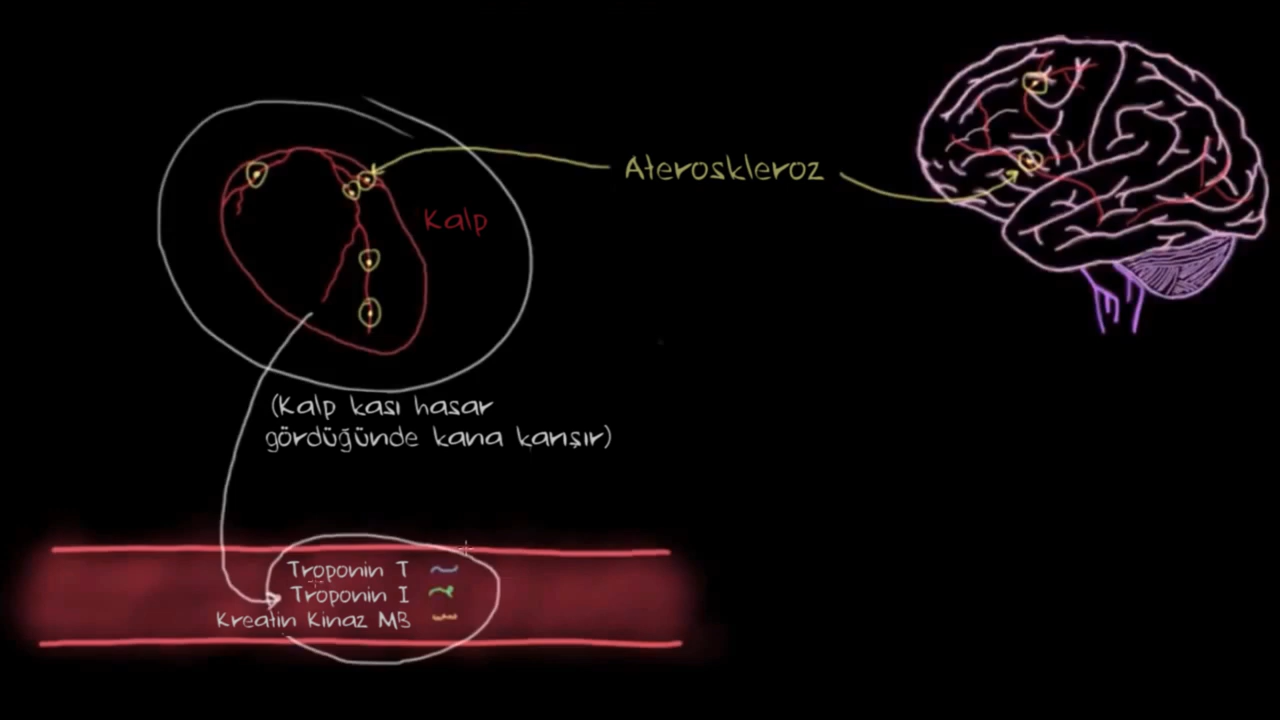 Ateroskleroz
Kalp
(Kalp kası hasar
gördüğünde kana karışır)
Troponin T
Troponin I
Kreatin Kinaz MB